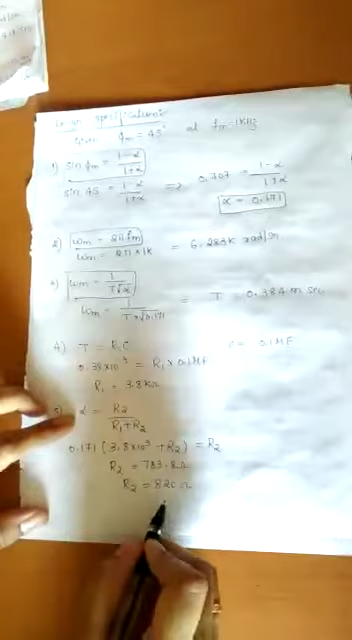 Design specifications
Given φm = 45° at fm = 1KHz
1) sin φm = 1-α / 1+α
sin 45 = 1-α / 1+α => 0.707 = 1-α / 1+α
α = 0.171
2) ωm = 2πfm
ωm = 2π × 1K = 6.283K rad/sec
3) ωm = 1 / T√α
ωm = 1 / T×√0.171 = T = 0.384 m sec
4) T = R1C C = 0.1MF
= R1 × 0.1MF
R1 = 3.8KΩ
5) α = R2 / R1+R2
0.171 (3.8×10³ + R2) = R2
R2 = 783.8Ω
R2 = 820Ω